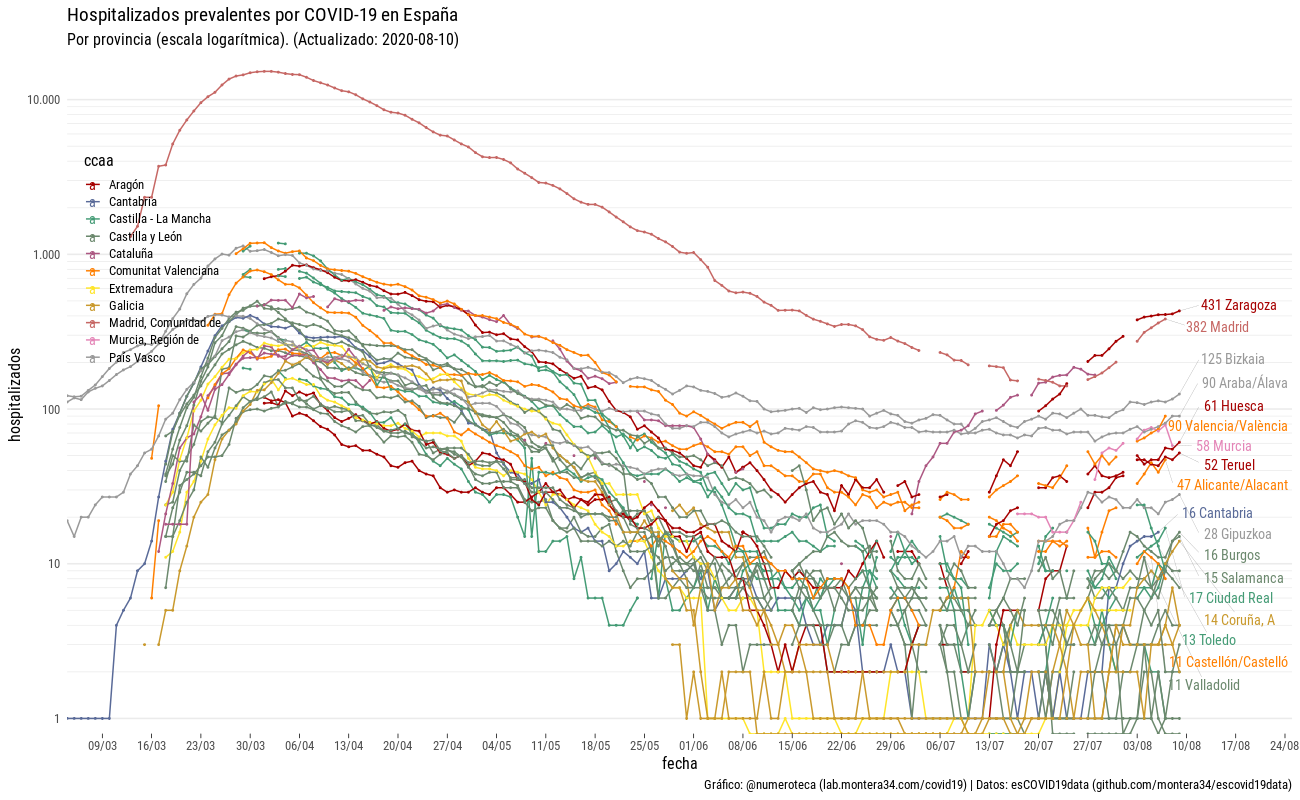 Hospitalizados prevalentes por COVID-19 en España
Por provincia (escala logarítmica). (Actualizado: 2020-08-10)
hospitalizados
10.000
1.000
100
10
1
ccaa
Aragón
Cantabria
Castilla - La Mancha
Castilla y León
Cataluña
Comunitat Valenciana
Extremadura
Galicia
Madrid, Comunidad de
Murcia, Región de
País Vasco
431 Zaragoza
382 Madrid
125 Bizkaia
90 Araba/Álava
61 Huesca
90 Valencia/València
58 Murcia
52 Teruel
47 Alicante/Alacant
16 Cantabria
28 Gipuzkoa
16 Burgos
15 Salamanca
17 Ciudad Real
14 Coruña, A
13 Toledo
11 Castellón/Castelló
11 Valladolid
09/03 16/03 23/03 30/03 06/04 13/04 20/04 27/04 04/05 11/05 18/05 25/05 01/06 08/06 15/06 22/06 29/06 06/07 13/07 20/07 27/07 03/08 10/08 17/08 24/08
fecha
Gráfico: @numeroteca (lab.montera34.com/covid19) | Datos: esCOVID19data (github.com/montera34/escovid19data)